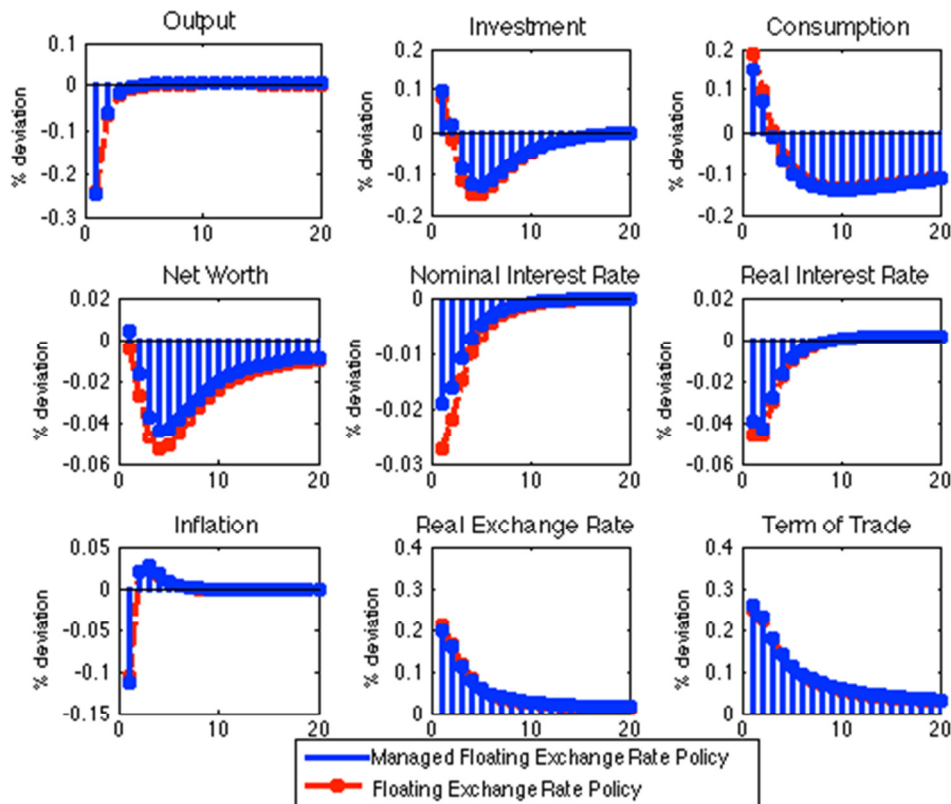 Output Investment Consumption
0.1 0 -0.1 -0.2 -0.3
% deviation
0 10 20
0.2 0.1 0 -0.1 -0.2
% deviation
0 10 20
0.2 0.1 0 -0.1 -0.2
% deviation
0 10 20
Net Worth Nominal Interest Rate Real Interest Rate
0.02 0 -0.02 -0.04 -0.06
% deviation
0 10 20
0 -0.01 -0.02 -0.03
% deviation
0 10 20
0.02 0 -0.02 -0.04 -0.06
% deviation
0 10 20
Inflation Real Exchange Rate Term of Trade
0.05 0 -0.05 -0.1 -0.15
% deviation
0 10 20
0.4 0.3 0.2 0.1 0
% deviation
0 10 20
0.4 0.3 0.2 0.1 0
% deviation
0 10 20
Managed Floating Exchange Rate Policy
Floating Exchange Rate Policy